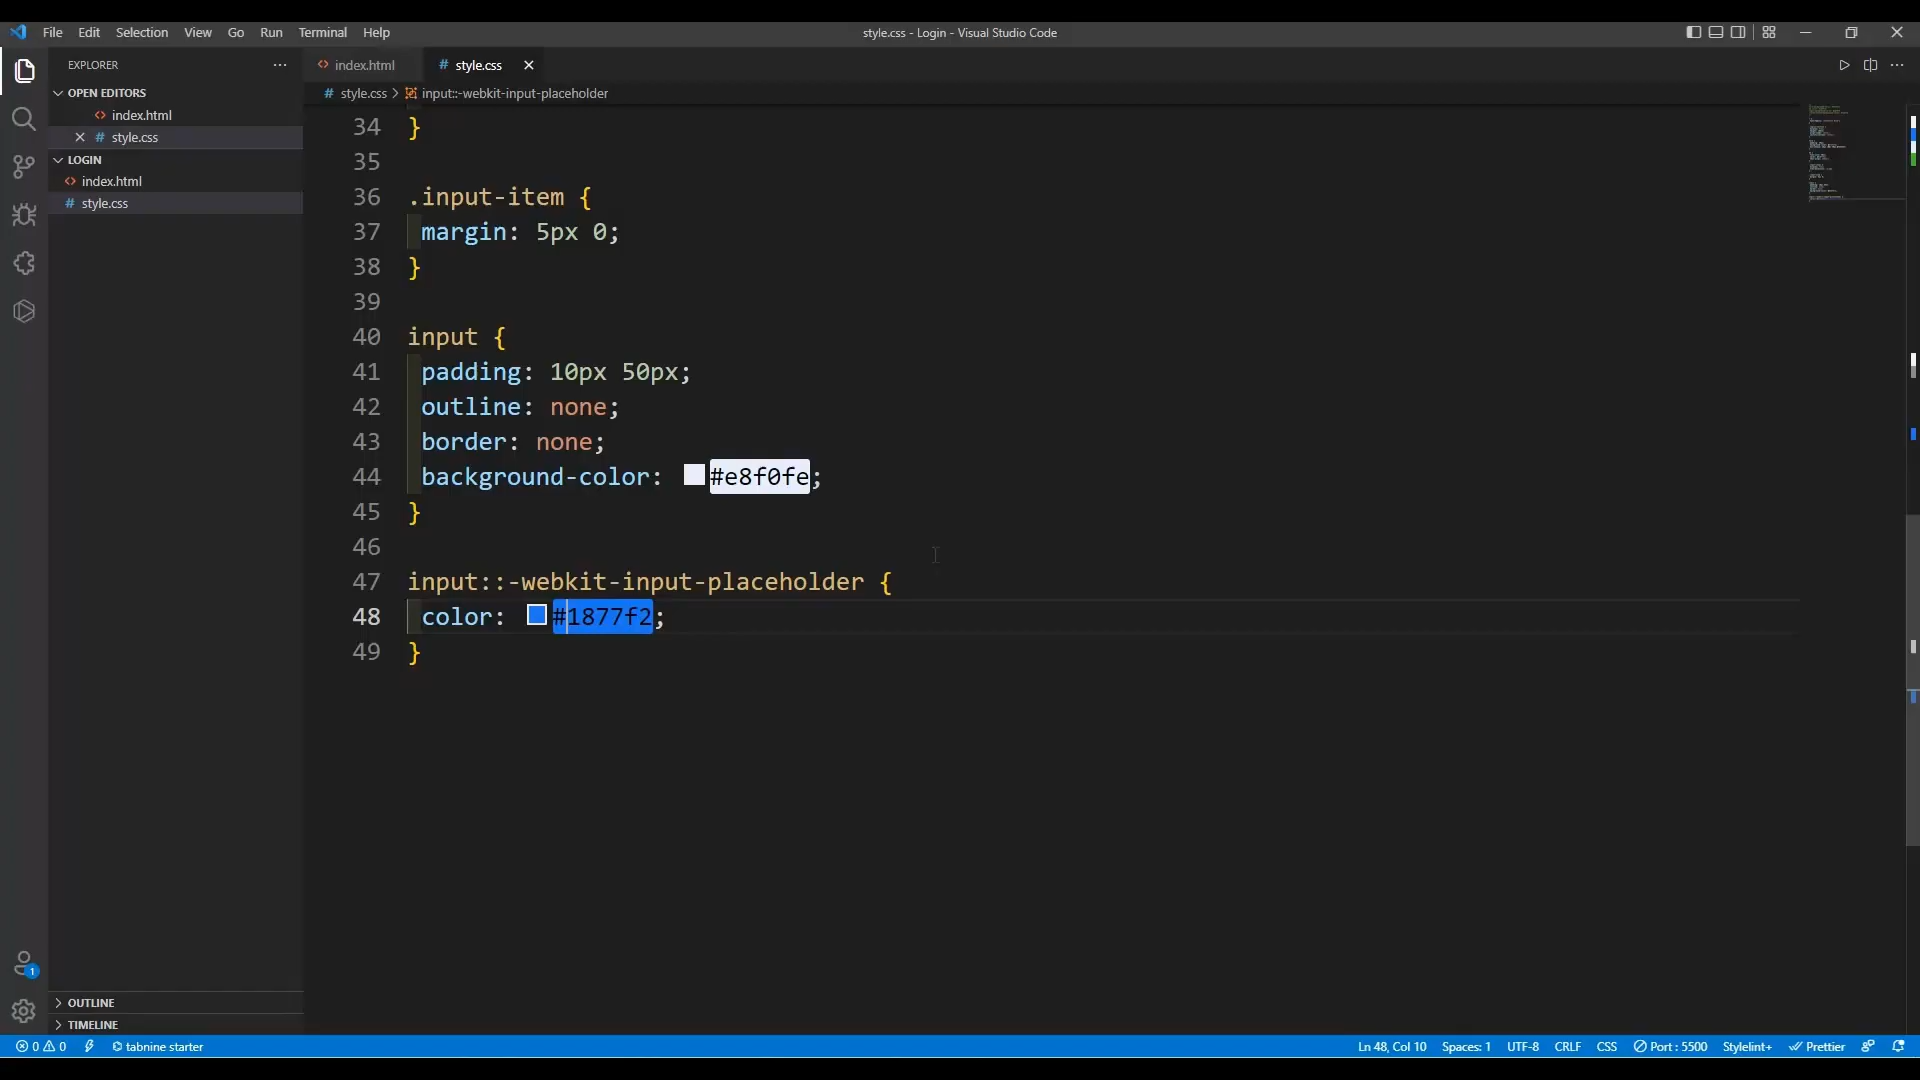 File Edit Selection View Go Run Terminal Help
style.css - Login - Visual Studio Code
EXPLORER
OPEN EDITORS
index.html
style.css
LOGIN
index.html
style.css
OUTLINE
TIMELINE
index.html
# style.css
# style.css > input::-webkit-input-placeholder
34 }
35
36 .input-item {
37 margin: 5px 0;
38 }
39
40 input {
41 padding: 10px 50px;
42 outline: none;
43 border: none;
44 background-color: #e8f0fe;
45 }
46
47 input::-webkit-input-placeholder {
48 color: #1877f2;
49 }
1
0 0 tabnine starter
Ln 48, Col 10 Spaces: 1 UTF-8 CRLF CSS Port : 5500 Stylelint+ Prettier